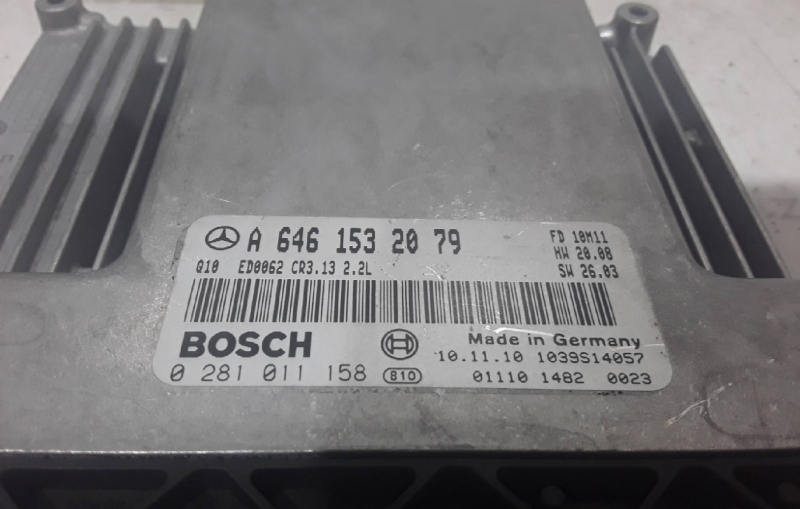 A 646 153 20 79
FD 10M11
HW 20.08
Q10 ED0062 CR3.13 2.2L
SW 26.03
BOSCH
Made in Germany
10.11.10 1039S14057
0 281 011 158 810
01110 1482 0023